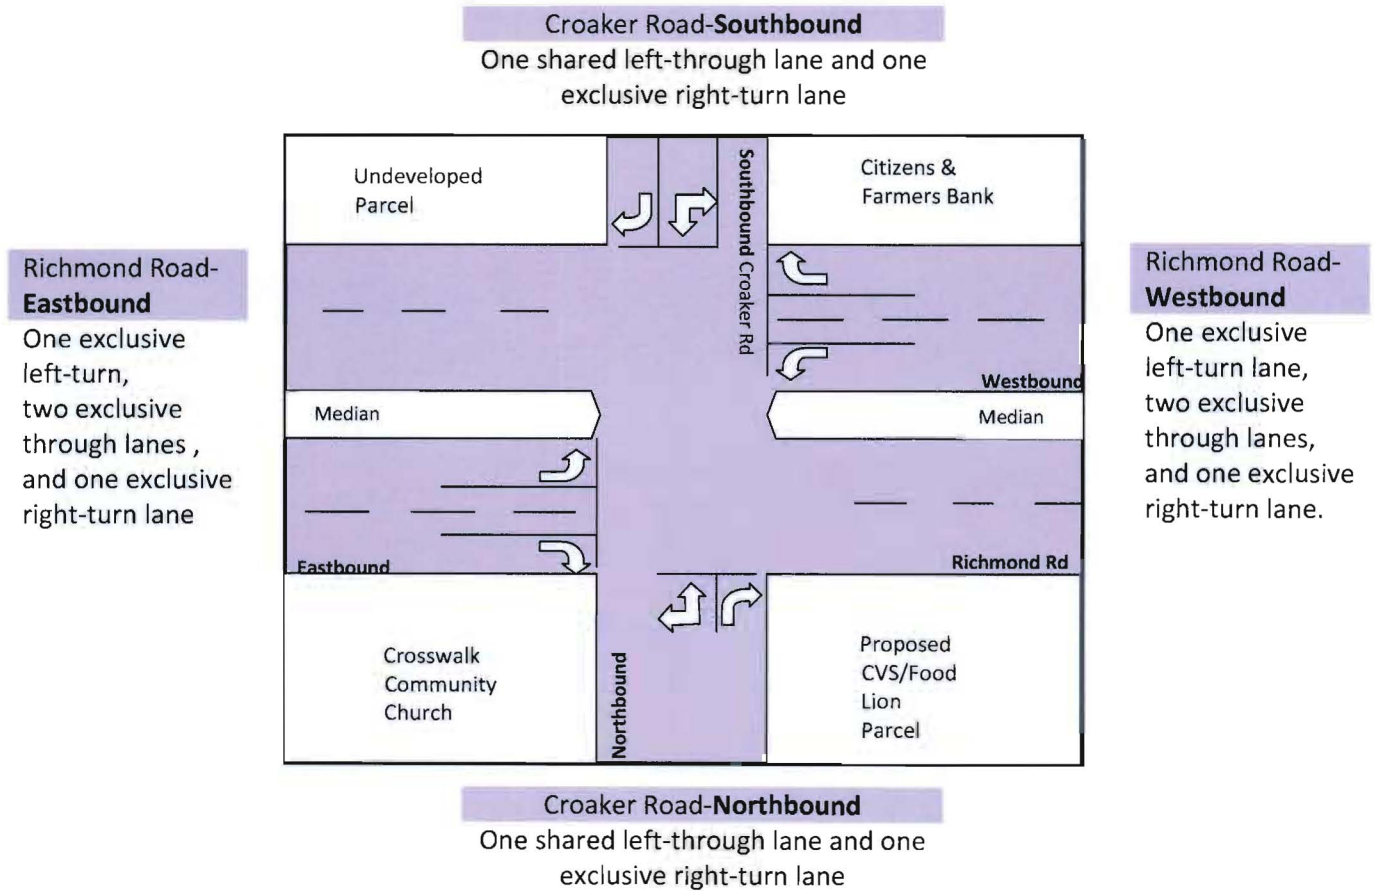 Croaker Road-Southbound
One shared left-through lane and one
exclusive right-turn lane
Undeveloped
Parcel
Southbound Croaker Rd
Citizens &
Farmers Bank
Richmond Road-
Eastbound
One exclusive
left-turn,
two exclusive
through lanes ,
and one exclusive
right-turn lane
Richmond Road-
Westbound
One exclusive
left-turn lane,
two exclusive
through lanes,
and one exclusive
right-turn lane.
Westbound
Median
Median
Eastbound
Richmond Rd
Crosswalk
Community
Church
Northbound
Proposed
CVS/Food
Lion
Parcel
Croaker Road-Northbound
One shared left-through lane and one
exclusive right-turn lane